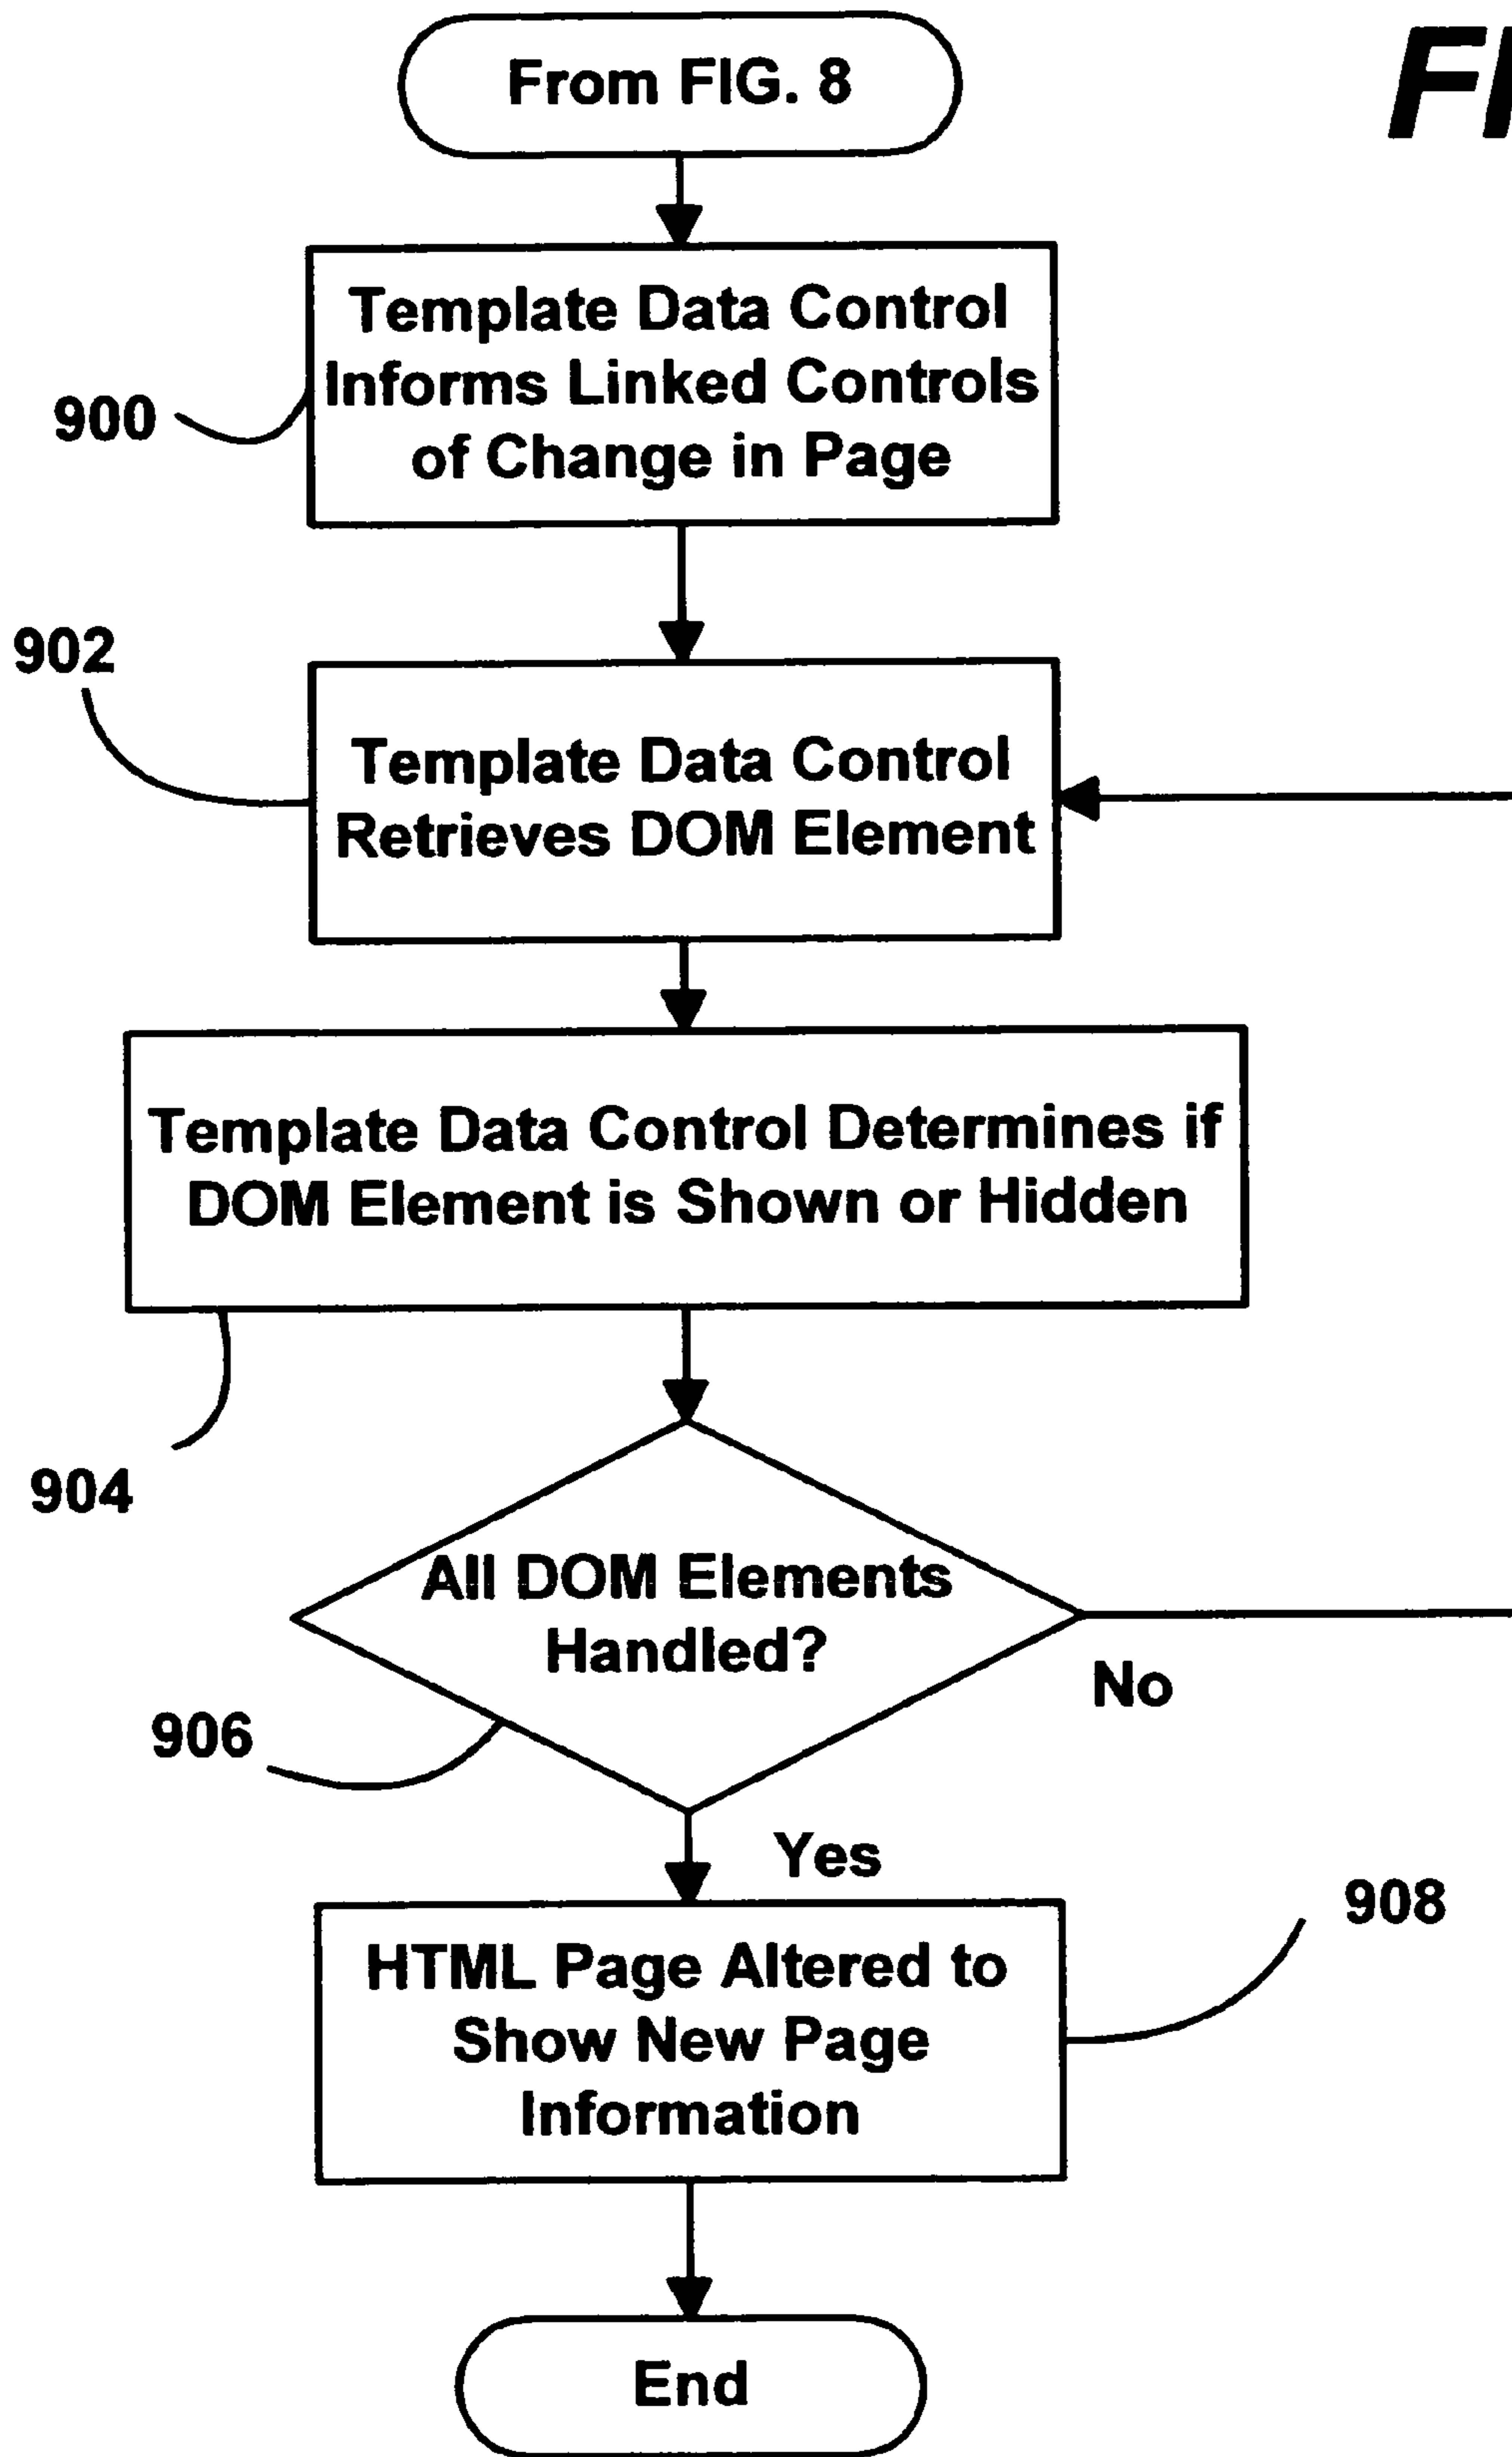 From FIG. 8
Template Data Control
Informs Linked Controls
of Change in Page
900
902
Template Data Control
Retrieves DOM Element
Template Data Control Determines if
DOM Element is Shown or Hidden
904
All DOM Elements
Handled?
No
906
Yes
908
HTML Page Altered to
Show New Page
Information
End